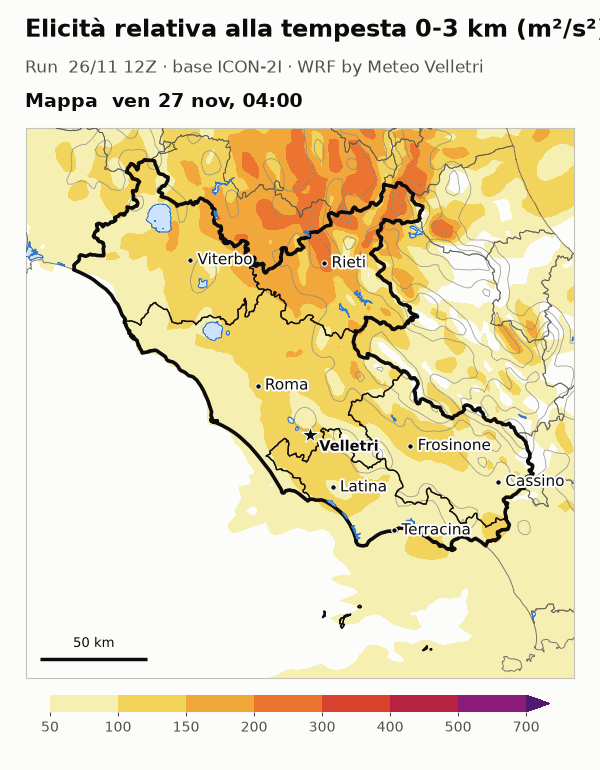 Elicità relativa alla tempesta 0-3 km (m²/s²)
Run 26/11 12Z · base ICON-2I · WRF by Meteo Velletri
Mappa ven 27 nov, 04:00
Viterbo
Rieti
Roma
Velletri
Frosinone
Latina
Cassino
Terracina
50 km
50 100 150 200 300 400 500 700